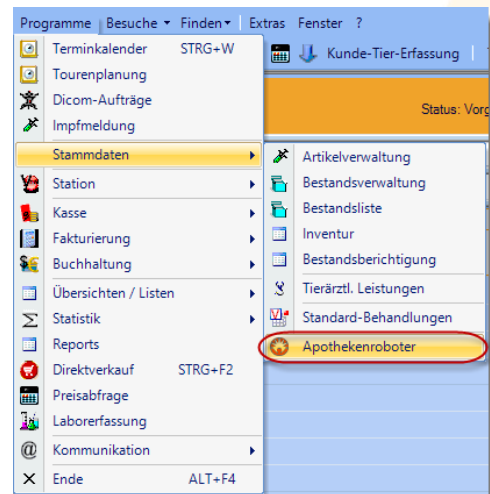 Programme Besuche Finden Extras Fenster ?
Terminkalender STRG+W
Kunde-Tier-Erfassung
Tourenplanung
Dicom-Aufträge
Status: Vorg
Impfmeldung
Stammdaten
Station
Kasse
Fakturierung
Buchhaltung
Übersichten / Listen
Statistik
Reports
Direktverkauf STRG+F2
Preisabfrage
Laborerfassung
Kommunikation
Ende ALT+F4
Artikelverwaltung
Bestandsverwaltung
Bestandsliste
Inventur
Bestandsberichtigung
Tierärztl. Leistungen
Standard-Behandlungen
Apothekenroboter